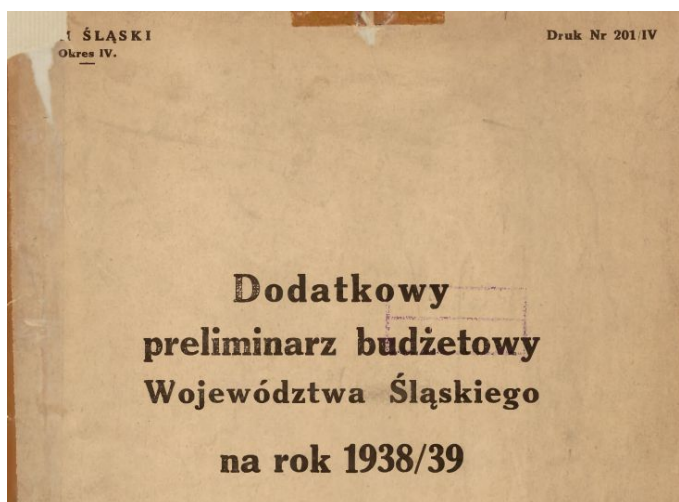 ŚLĄSKI
Okres IV.
Druk Nr 201/IV
Dodatkowy
preliminarz budżetowy
Województwa Śląskiego
na rok 1938/39